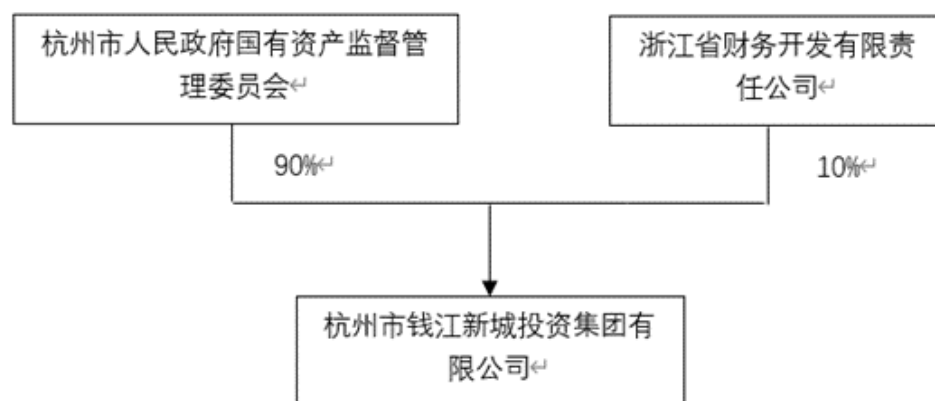 杭州市人民政府国有资产监督管
理委员会↵
浙江省财务开发有限责
任公司↵
90%↵
10%↵
杭州市钱江新城投资集团有
限公司↵